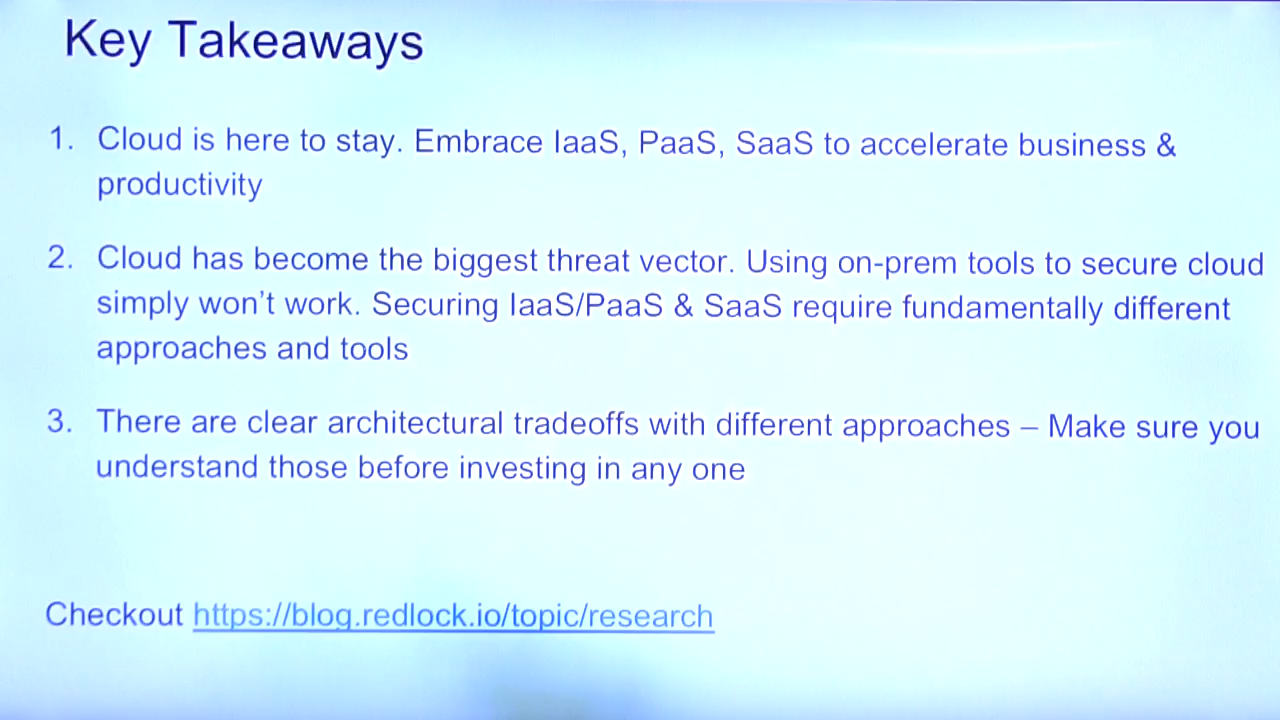 Key Takeaways
1. Cloud is here to stay. Embrace IaaS, PaaS, SaaS to accelerate business &
productivity
2. Cloud has become the biggest threat vector. Using on-prem tools to secure cloud
simply won't work. Securing IaaS/PaaS & SaaS require fundamentally different
approaches and tools
3. There are clear architectural tradeoffs with different approaches – Make sure you
understand those before investing in any one
Checkout https://blog.redlock.io/topic/research